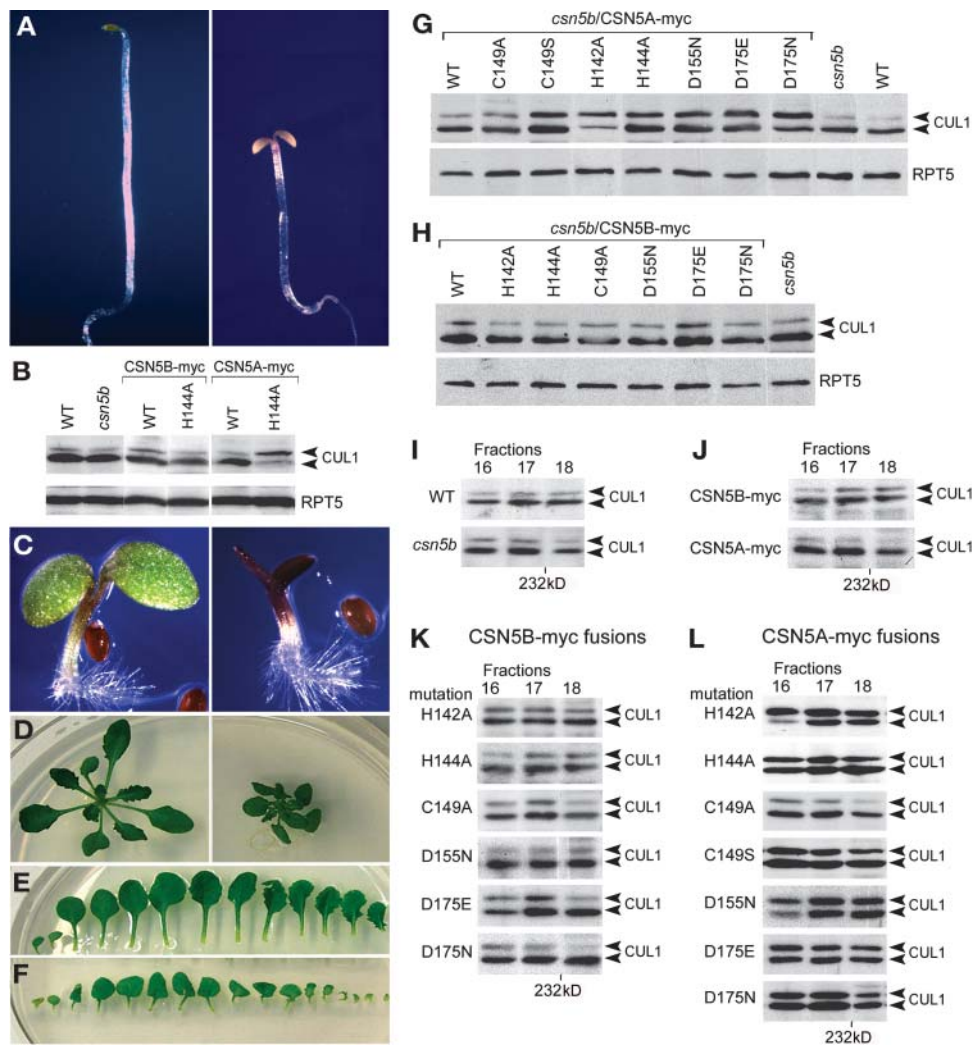 A
B
CSN5B-myc CSN5A-myc
WT csn5b WT H144A WT H144A
CUL1
RPT5
C
D
E
F
G
csn5b/CSN5A-myc
WT C149A C149S H142A H144A D155N D175E D175N csn5b WT
CUL1
RPT5
H
csn5b/CSN5B-myc
WT H142A H144A C149A D155N D175E D175N csn5b
CUL1
RPT5
I
Fractions
16 17 18
WT CUL1
csn5b CUL1
232kD
J
Fractions
16 17 18
CSN5B-myc CUL1
CSN5A-myc CUL1
232kD
K CSN5B-myc fusions
Fractions
mutation 16 17 18
H142A CUL1
H144A CUL1
C149A CUL1
D155N CUL1
D175E CUL1
D175N CUL1
232kD
L CSN5A-myc fusions
Fractions
mutation 16 17 18
H142A CUL1
H144A CUL1
C149A CUL1
C149S CUL1
D155N CUL1
D175E CUL1
D175N CUL1
232kD